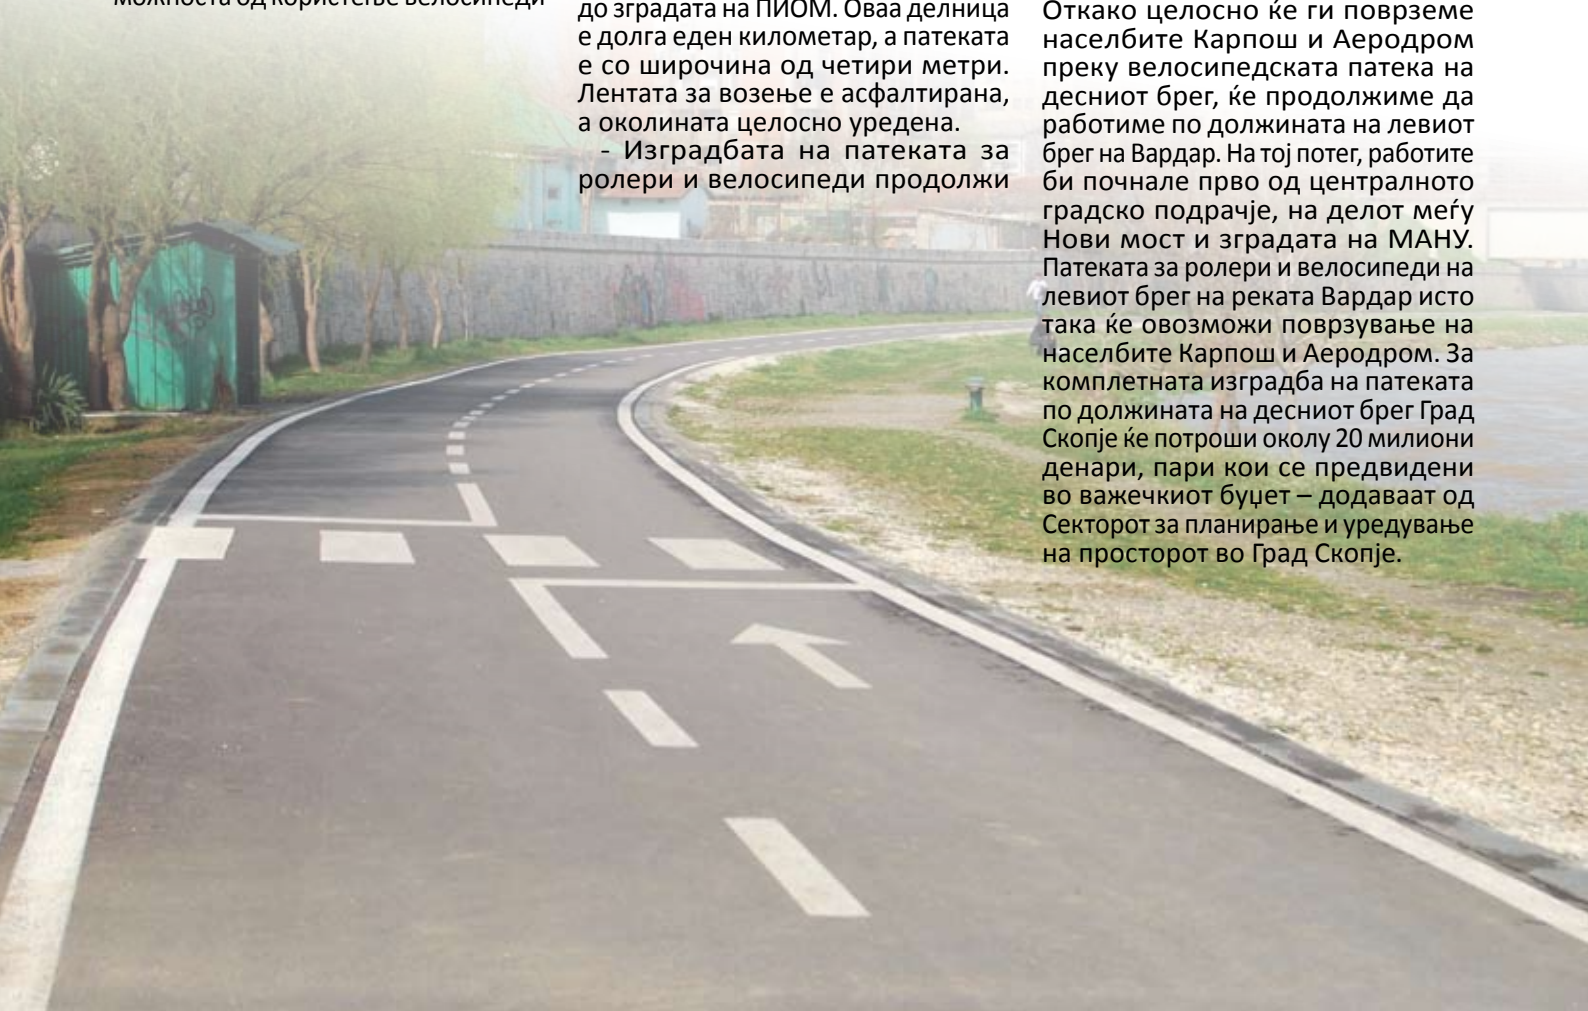 можноста од користење велосипеди
до зградата на ПИОМ. Оваа делница
е долга еден километар, а патеката
е со широчина од четири метри.
Лентата за возење е асфалтирана,
а околината целосно уредена.
- Изградбата на патеката за
ролери и велосипеди продолжи
Откако целосно ќе ги поврземе
населбите Карпош и Аеродром
преку велосипедската патека на
десниот брег, ќе продолжиме да
работиме по должината на левиот
брег на Вардар. На тој потег, работите
би почнале прво од централното
градско подрачје, на делот меѓу
Нови мост и зградата на МАНУ.
Патеката за ролери и велосипеди на
левиот брег на реката Вардар исто
така ќе овозможи поврзување на
населбите Карпош и Аеродром. За
комплетната изградба на патеката
по должината на десниот брег Град
Скопје ќе потроши околу 20 милиони
денари, пари кои се предвидени
во важечкиот буџет – додаваат од
Секторот за планирање и уредување
на просторот во Град Скопје.